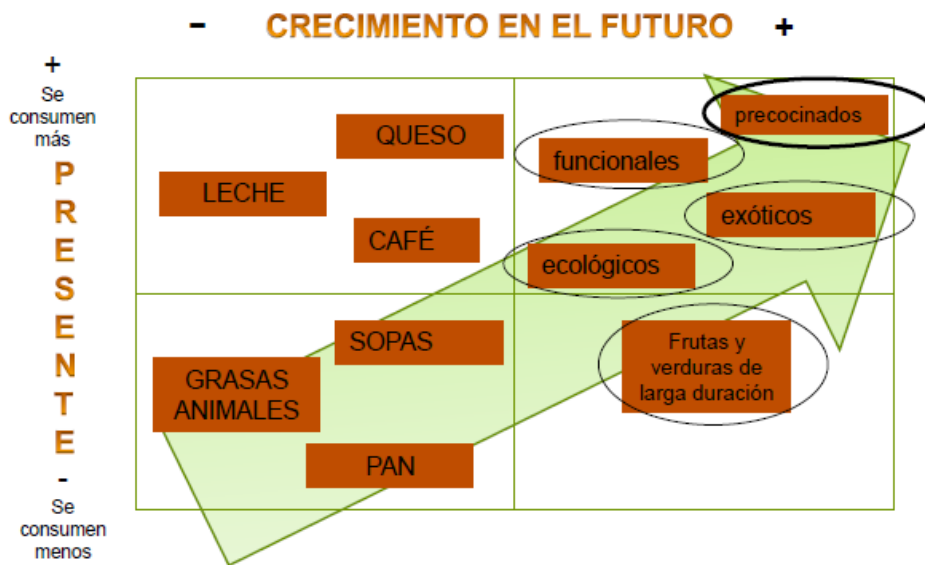 - CRECIMIENTO EN EL FUTURO +
+
Se
consumen
más
PRESENTE
-
Se
consumen
menos
precocinados
QUESO
funcionales
LECHE
exóticos
CAFÉ
ecológicos
SOPAS
Frutas y
verduras de
larga duración
GRASAS
ANIMALES
PAN